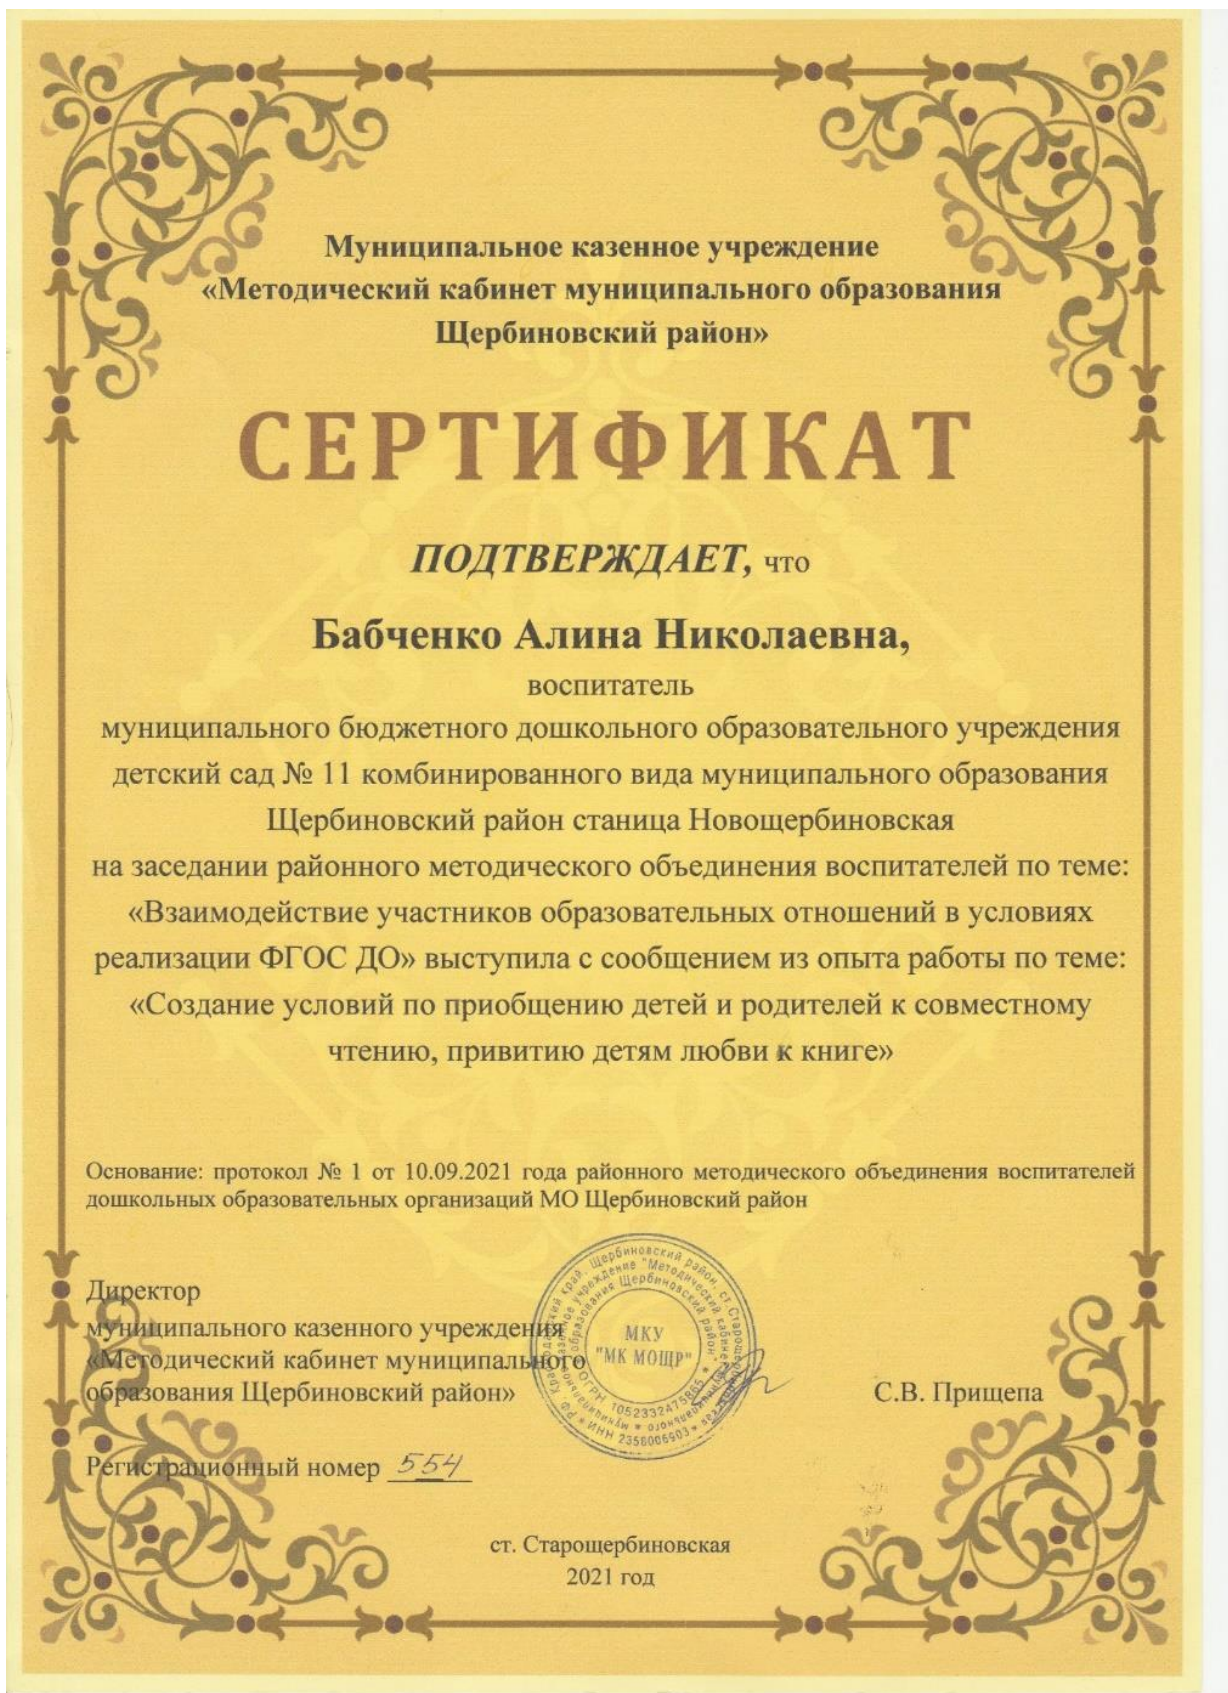 Муниципальное казенное учреждение
«Методический кабинет муниципального образования
Щербиновский район»
СЕРТИФИКАТ
ПОДТВЕРЖДАЕТ, что
Бабченко Алина Николаевна,
воспитатель
муниципального бюджетного дошкольного образовательного учреждения
детский сад № 11 комбинированного вида муниципального образования
Щербиновский район станица Новощербиновская
на заседании районного методического объединения воспитателей по теме:
«Взаимодействие участников образовательных отношений в условиях
реализации ФГОС ДО» выступила с сообщением из опыта работы по теме:
«Создание условий по приобщению детей и родителей к совместному
чтению, привитию детям любви к книге»
Основание: протокол № 1 от 10.09.2021 года районного методического объединения воспитателей
дошкольных образовательных организаций МО Щербиновский район
Директор
муниципального казенного учреждения
«Методический кабинет муниципального
образования Щербиновский район»
С.В. Прищепа
МКУ
"МК МОЩР"
Регистрационный номер 554
ст. Старощербиновская
2021 год